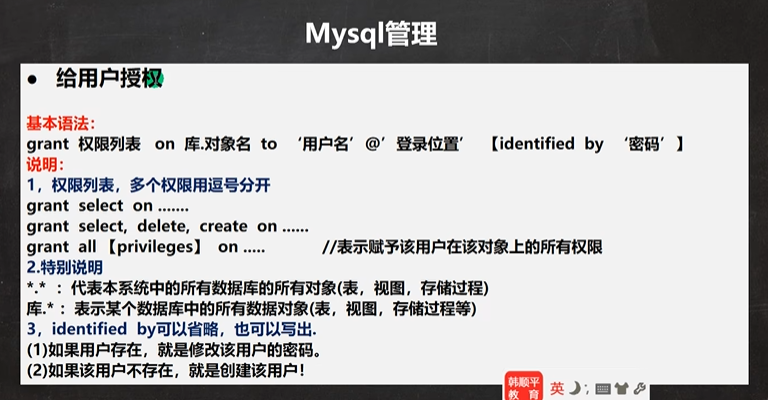 Mysql管理
● 给用户授权
基本语法：
grant 权限列表 on 库.对象名 to ‘用户名’@’登录位置’ 【identified by ‘密码’】
说明：
1，权限列表，多个权限用逗号分开
grant select on .......
grant select, delete, create on ......
grant all【privileges】 on ..... //表示赋予该用户在该对象上的所有权限
2.特别说明
*.* ：代表本系统中的所有数据库的所有对象(表，视图，存储过程)
库.* ：表示某个数据库中的所有数据对象(表，视图，存储过程等)
3，identified by可以省略，也可以写出.
(1)如果用户存在，就是修改该用户的密码。
(2)如果该用户不存在，就是创建该用户！
韩顺平
教育
英